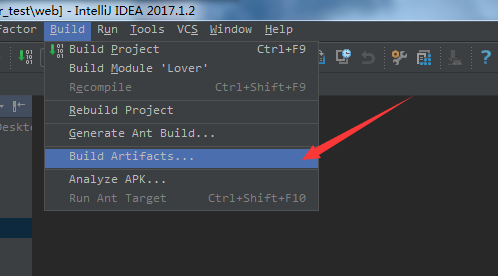 r_test\web] - IntelliJ IDEA 2017.1.2
Factor Build Run Tools VCS Window Help
Build Project Ctrl+F9
Build Module 'Lover'
Recompile Ctrl+Shift+F9
Rebuild Project
Generate Ant Build...
Build Artifacts...
Analyze APK...
Run Ant Target Ctrl+Shift+F10
Deskto